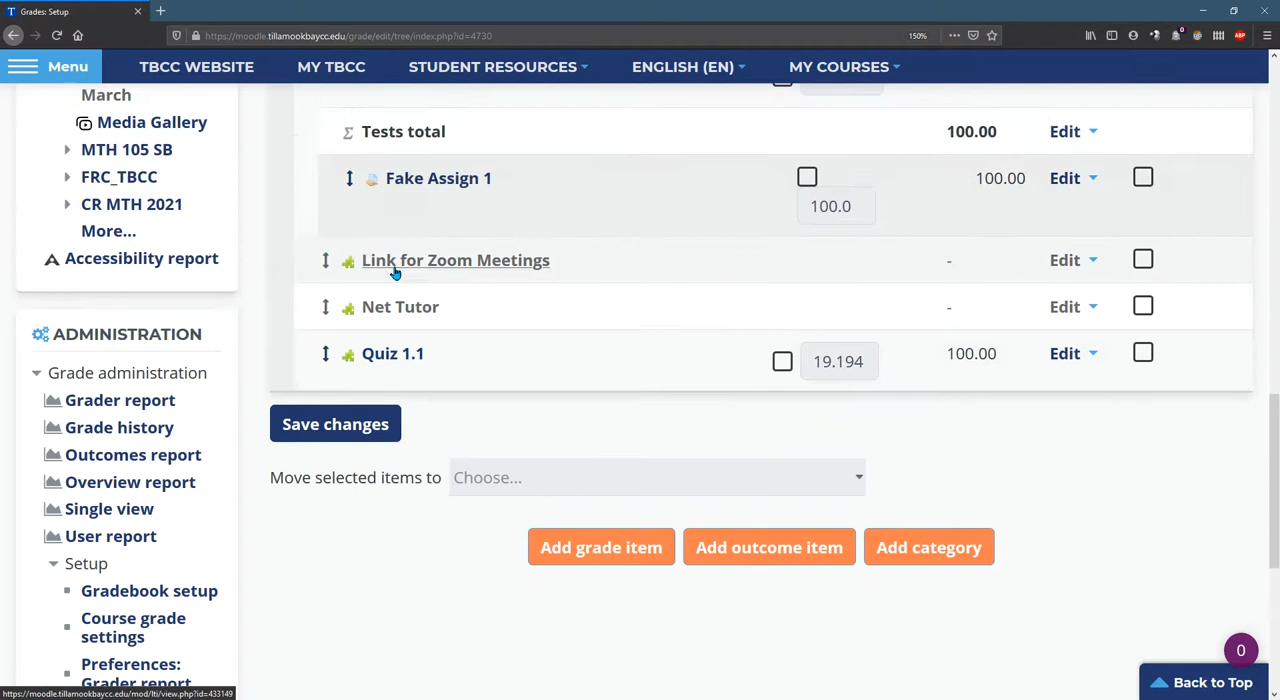 Grades: Setup
https://moodle.tillamookbaycc.edu/grade/edit/tree/index.php?id=4730
150%
ABP
Menu
TBCC WEBSITE
MY TBCC
STUDENT RESOURCES
ENGLISH (EN)
MY COURSES
March
Media Gallery
MTH 105 SB
FRC_TBCC
CR MTH 2021
More...
Accessibility report
ADMINISTRATION
Grade administration
Grader report
Grade history
Outcomes report
Overview report
Single view
User report
Setup
Gradebook setup
Course grade
settings
Preferences:
Grader report
Tests total
100.00
Edit
Fake Assign 1
100.00
Edit
100.0
Link for Zoom Meetings
-
Edit
Net Tutor
-
Edit
Quiz 1.1
19.194
100.00
Edit
Save changes
Move selected items to
Choose...
Add grade item
Add outcome item
Add category
0
Back to Top
https://moodle.tillamookbaycc.edu/mod/lti/view.php?id=433149